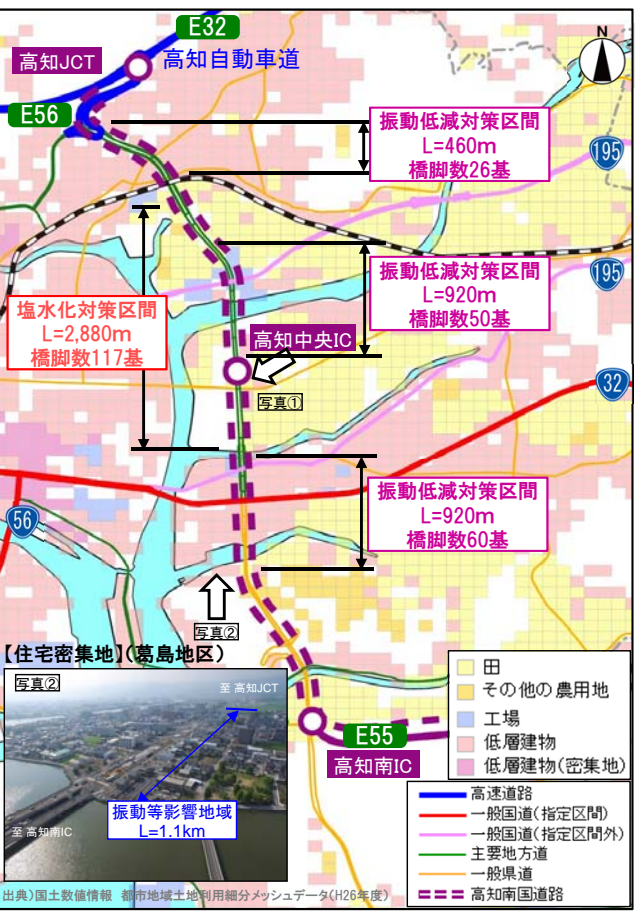 E32
高知JCT
高知自動車道
N
E56
振動低減対策区間
L=460m
橋脚数26基
195
振動低減対策区間
L=920m
橋脚数50基
195
塩水化対策区間
L=2,880m
橋脚数117基
高知中央IC
写真①
32
振動低減対策区間
L=920m
橋脚数60基
56
写真②
【住宅密集地】(葛島地区)
写真②
至 高知JCT
振動等影響地域
L=1.1km
至 高知南IC
E55
高知南IC
田
その他の農用地
工場
低層建物
低層建物(密集地)
高速道路
一般国道(指定区間)
一般国道(指定区間外)
主要地方道
一般県道
高知南国道路
出典)国土数値情報 都市地域土地利用細分メッシュデータ(H26年度)